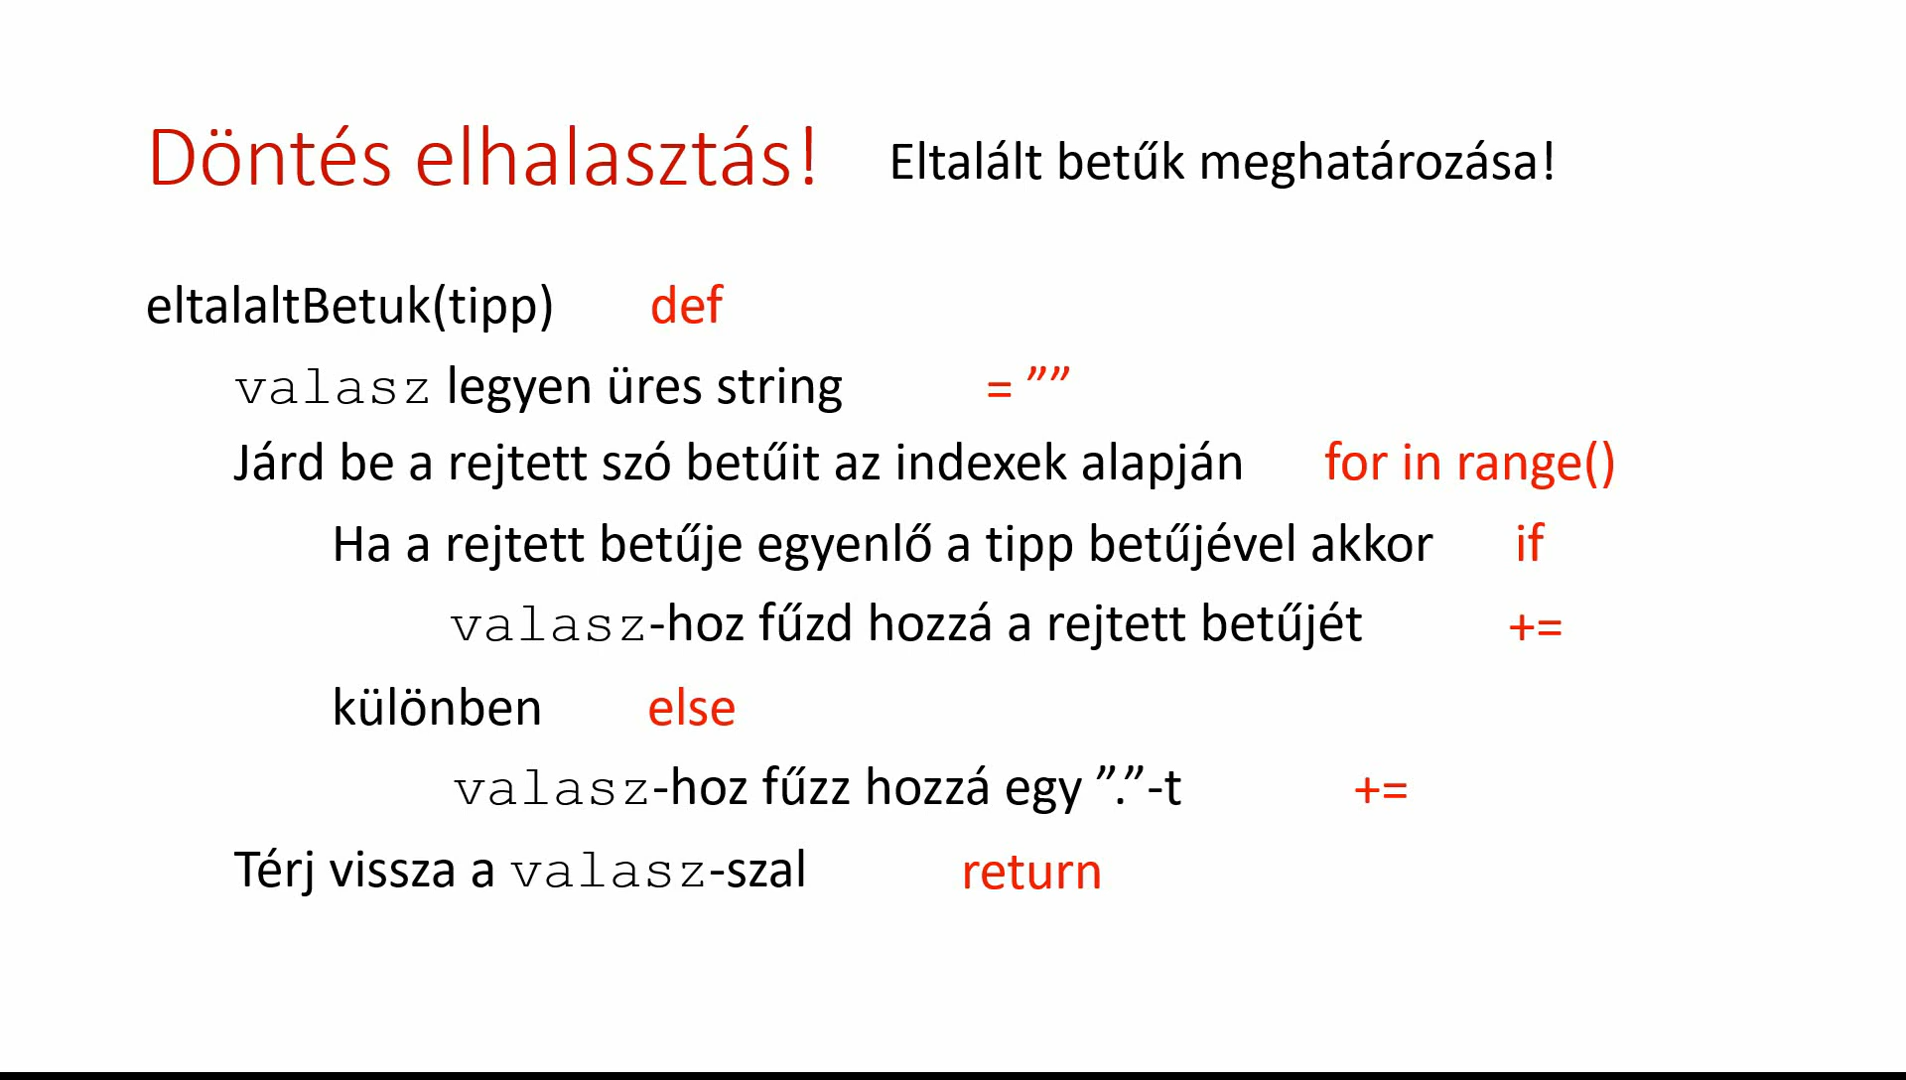 Döntés elhalasztás! Eltalált betűk meghatározása!
eltalaltBetuk(tipp) def
valasz legyen üres string = ””
Járd be a rejtett szó betűit az indexek alapján for in range()
Ha a rejtett betűje egyenlő a tipp betűjével akkor if
valasz-hoz fűzd hozzá a rejtett betűjét +=
különben else
valasz-hoz fűzz hozzá egy ”.”-t +=
Térj vissza a valasz-szal return